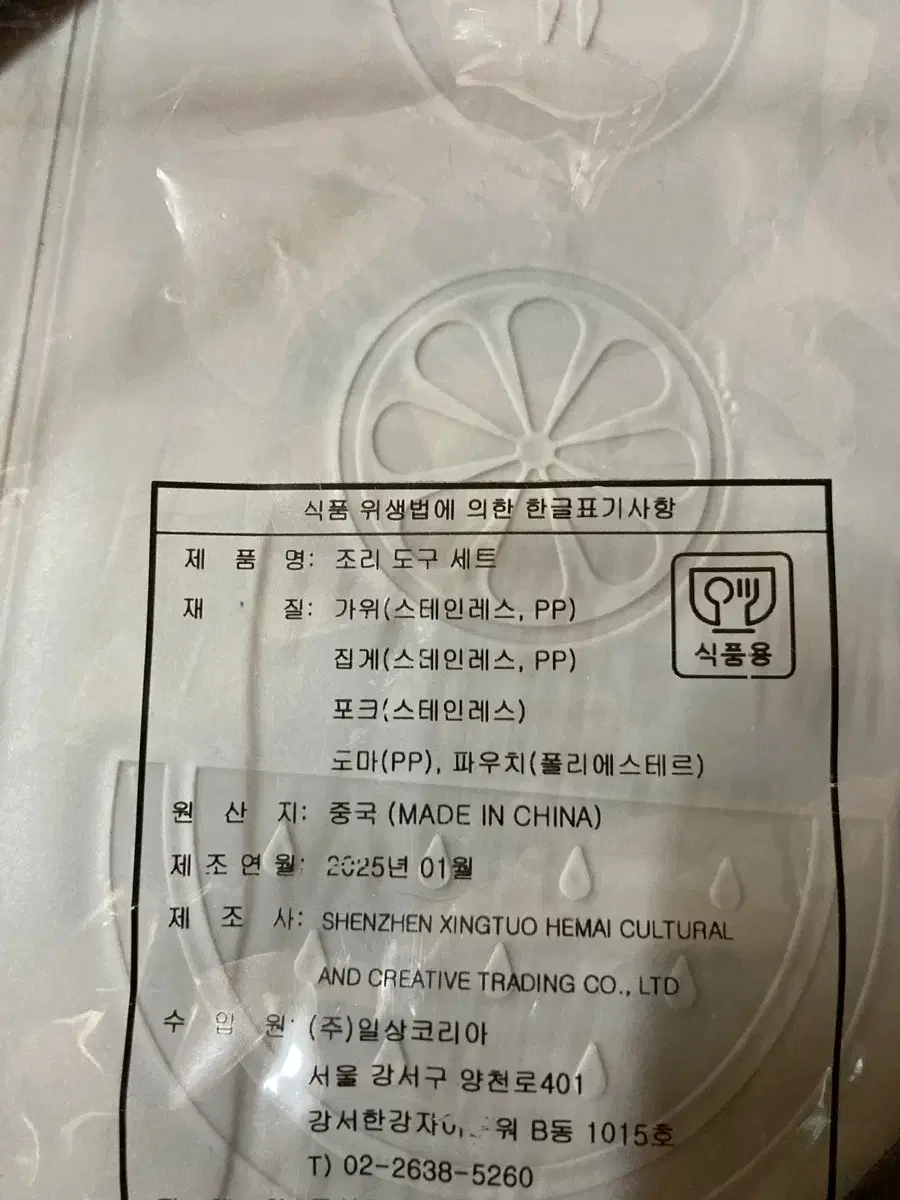 식품 위생법에 의한 한글표기사항
제 품 명: 조리 도구 세트
재 질: 가위(스테인레스, PP)
식품용
집게(스테인레스, PP)
포크(스테인레스)
도마(PP), 파우치(폴리에스테르)
원 산 지: 중국 (MADE IN CHINA)
제 조 연 월: 2025년 01월
제 조 사: SHENZHEN XINGTUO HEMAI CULTURAL
AND CREATIVE TRADING CO., LTD
수 입 원: (주)일상코리아
서울 강서구 양천로401
B동 1015호
T) 02-2638-5260